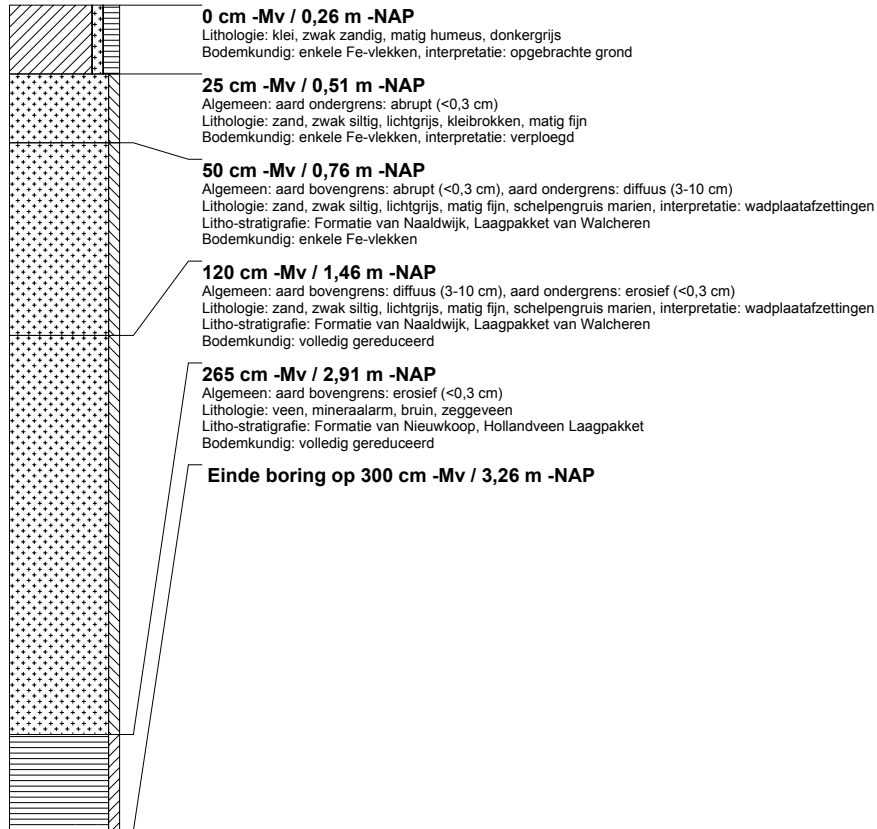 0 cm -Mv / 0,26 m -NAP
Lithologie: klei, zwak zandig, matig humeus, donkergrijs
Bodemkundig: enkele Fe-vlekken, interpretatie: opgebrachte grond
25 cm -Mv / 0,51 m -NAP
Algemeen: aard ondergrens: abrupt (<0,3 cm)
Lithologie: zand, zwak siltig, lichtgrijs, kleibrokken, matig fijn
Bodemkundig: enkele Fe-vlekken, interpretatie: verploegd
50 cm -Mv / 0,76 m -NAP
Algemeen: aard bovengrens: abrupt (<0,3 cm), aard ondergrens: diffuus (3-10 cm)
Lithologie: zand, zwak siltig, lichtgrijs, matig fijn, schelpengruis marien, interpretatie: wadplaatafzettingen
Litho-stratigrafie: Formatie van Naaldwijk, Laagpakket van Walcheren
Bodemkundig: enkele Fe-vlekken
120 cm -Mv / 1,46 m -NAP
Algemeen: aard bovengrens: diffuus (3-10 cm), aard ondergrens: erosief (<0,3 cm)
Lithologie: zand, zwak siltig, lichtgrijs, matig fijn, schelpengruis marien, interpretatie: wadplaatafzettingen
Litho-stratigrafie: Formatie van Naaldwijk, Laagpakket van Walcheren
Bodemkundig: volledig gereduceerd
265 cm -Mv / 2,91 m -NAP
Algemeen: aard bovengrens: erosief (<0,3 cm)
Lithologie: veen, mineraalarm, bruin, zeggeveen
Litho-stratigrafie: Formatie van Nieuwkoop, Hollandveen Laagpakket
Bodemkundig: volledig gereduceerd
Einde boring op 300 cm -Mv / 3,26 m -NAP